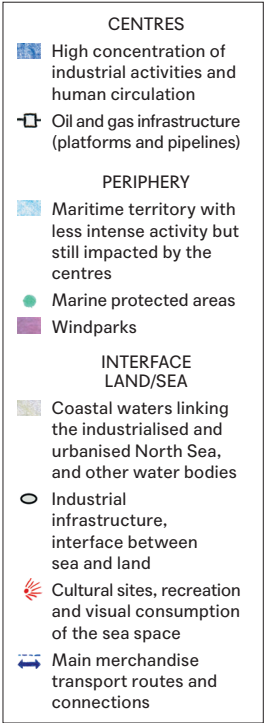 CENTRES
High concentration of
industrial activities and
human circulation
Oil and gas infrastructure
(platforms and pipelines)
PERIPHERY
Maritime territory with
less intense activity but
still impacted by the
centres
Marine protected areas
Windparks
INTERFACE
LAND/SEA
Coastal waters linking
the industrialised and
urbanised North Sea,
and other water bodies
Industrial
infrastructure,
interface between
sea and land
Cultural sites, recreation
and visual consumption
of the sea space
Main merchandise
transport routes and
connections